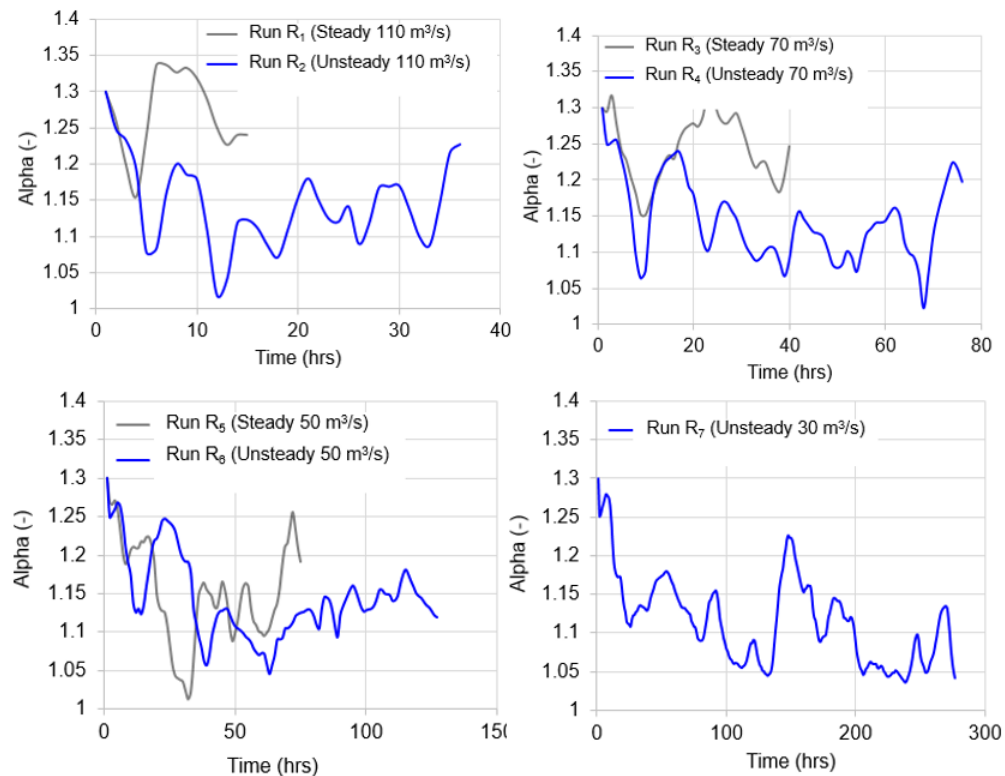 1.4
Run R₁ (Steady 110 m³/s)
Run R₂ (Unsteady 110 m³/s)
1.35
1.3
1.25
1.2
1.15
1.1
1.05
1
Alpha (-)
0 10 20 30 40
Time (hrs)
1.4
Run R₃ (Steady 70 m³/s)
Run R₄ (Unsteady 70 m³/s)
1.35
1.3
1.25
1.2
1.15
1.1
1.05
1
Alpha (-)
0 20 40 60 80
Time (hrs)
1.4
Run R₅ (Steady 50 m³/s)
Run R₆ (Unsteady 50 m³/s)
1.35
1.3
1.25
1.2
1.15
1.1
1.05
1
Alpha (-)
0 50 100 150
Time (hrs)
1.4
Run R₇ (Unsteady 30 m³/s)
1.35
1.3
1.25
1.2
1.15
1.1
1.05
1
Alpha (-)
0 100 200 300
Time (hrs)